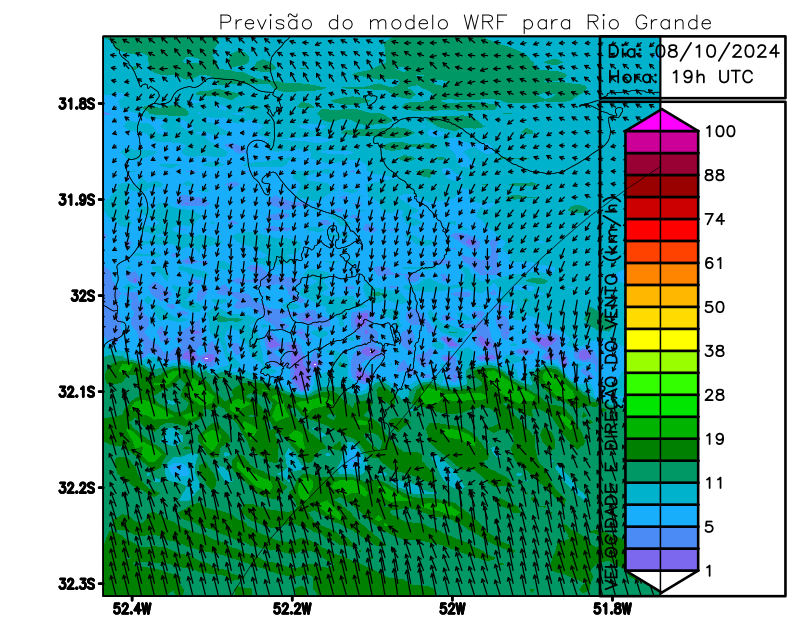 Previsão do modelo WRF para Rio Grande
Dia: 08/10/2024
Hora: 19h UTC
31.8S
31.9S
32S
32.1S
32.2S
32.3S
52.4W
52.2W
52W
51.8W
VELOCIDADE E DIREÇÃO DO VENTO (km/h)
100
88
74
61
50
38
28
19
11
5
1